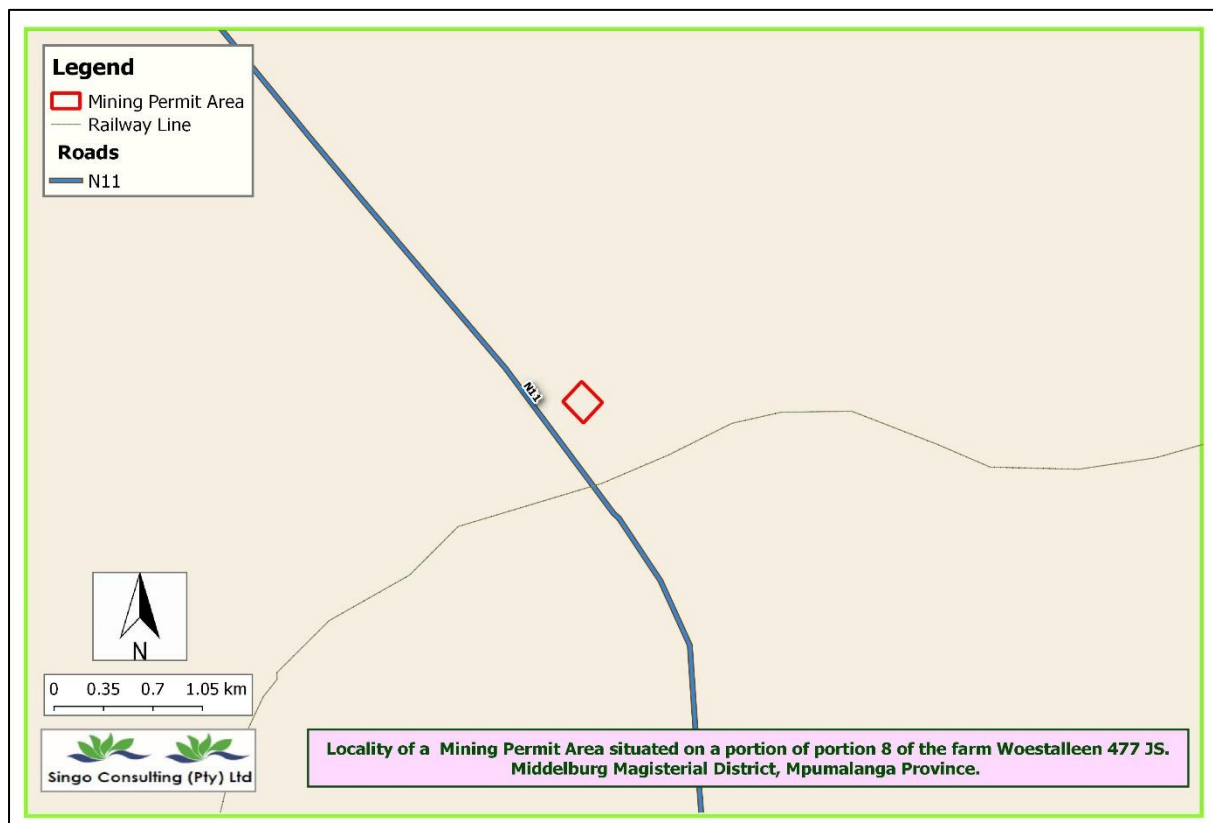 Legend
Mining Permit Area
Railway Line
Roads
N11
N11
N
0 0.35 0.7 1.05 km
Singo Consulting (Pty) Ltd
Locality of a Mining Permit Area situated on a portion of portion 8 of the farm Woestalleen 477 JS.
Middelburg Magisterial District, Mpumalanga Province.